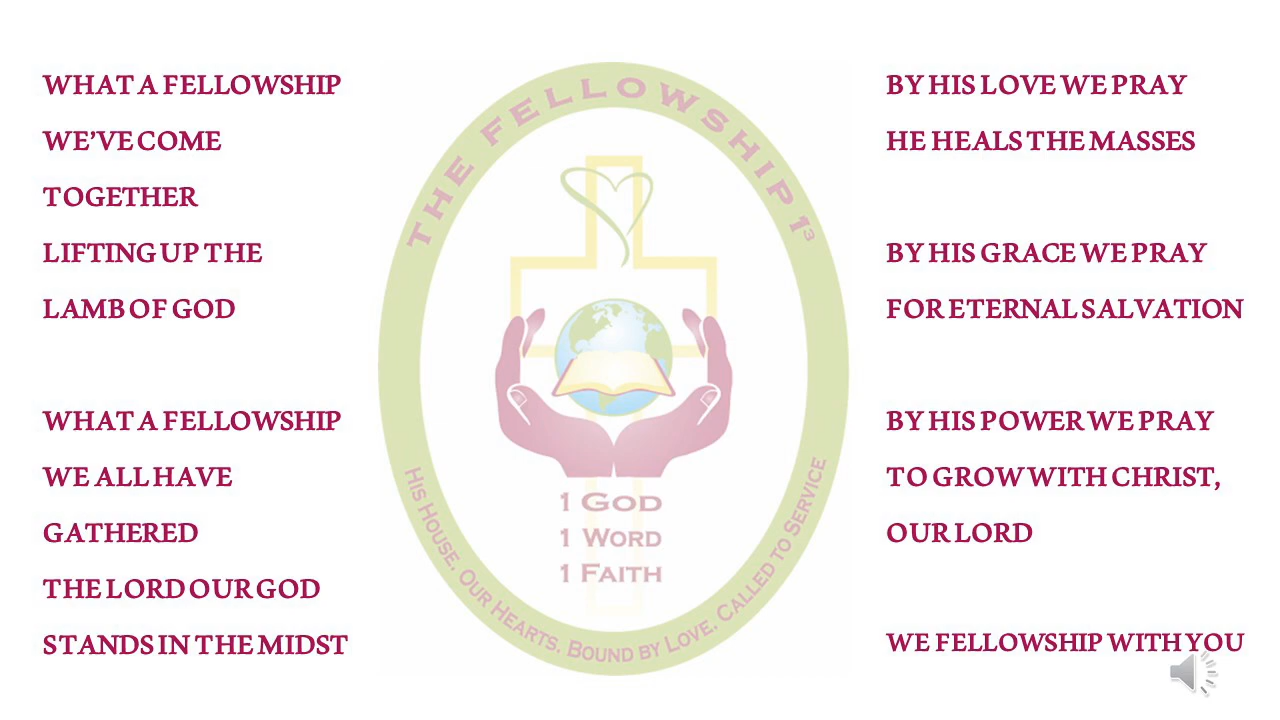 WHAT A FELLOWSHIP
WE’VE COME
TOGETHER
LIFTING UP THE
LAMB OF GOD
WHAT A FELLOWSHIP
WE ALL HAVE
GATHERED
THE LORD OUR GOD
STANDS IN THE MIDST
THE FELLOWSHIP 1³
1 GOD
1 WORD
1 FAITH
HIS HOUSE. OUR HEARTS. BOUND BY LOVE. CALLED TO SERVICE
BY HIS LOVE WE PRAY
HE HEALS THE MASSES
BY HIS GRACE WE PRAY
FOR ETERNAL SALVATION
BY HIS POWER WE PRAY
TO GROW WITH CHRIST,
OUR LORD
WE FELLOWSHIP WITH YOU